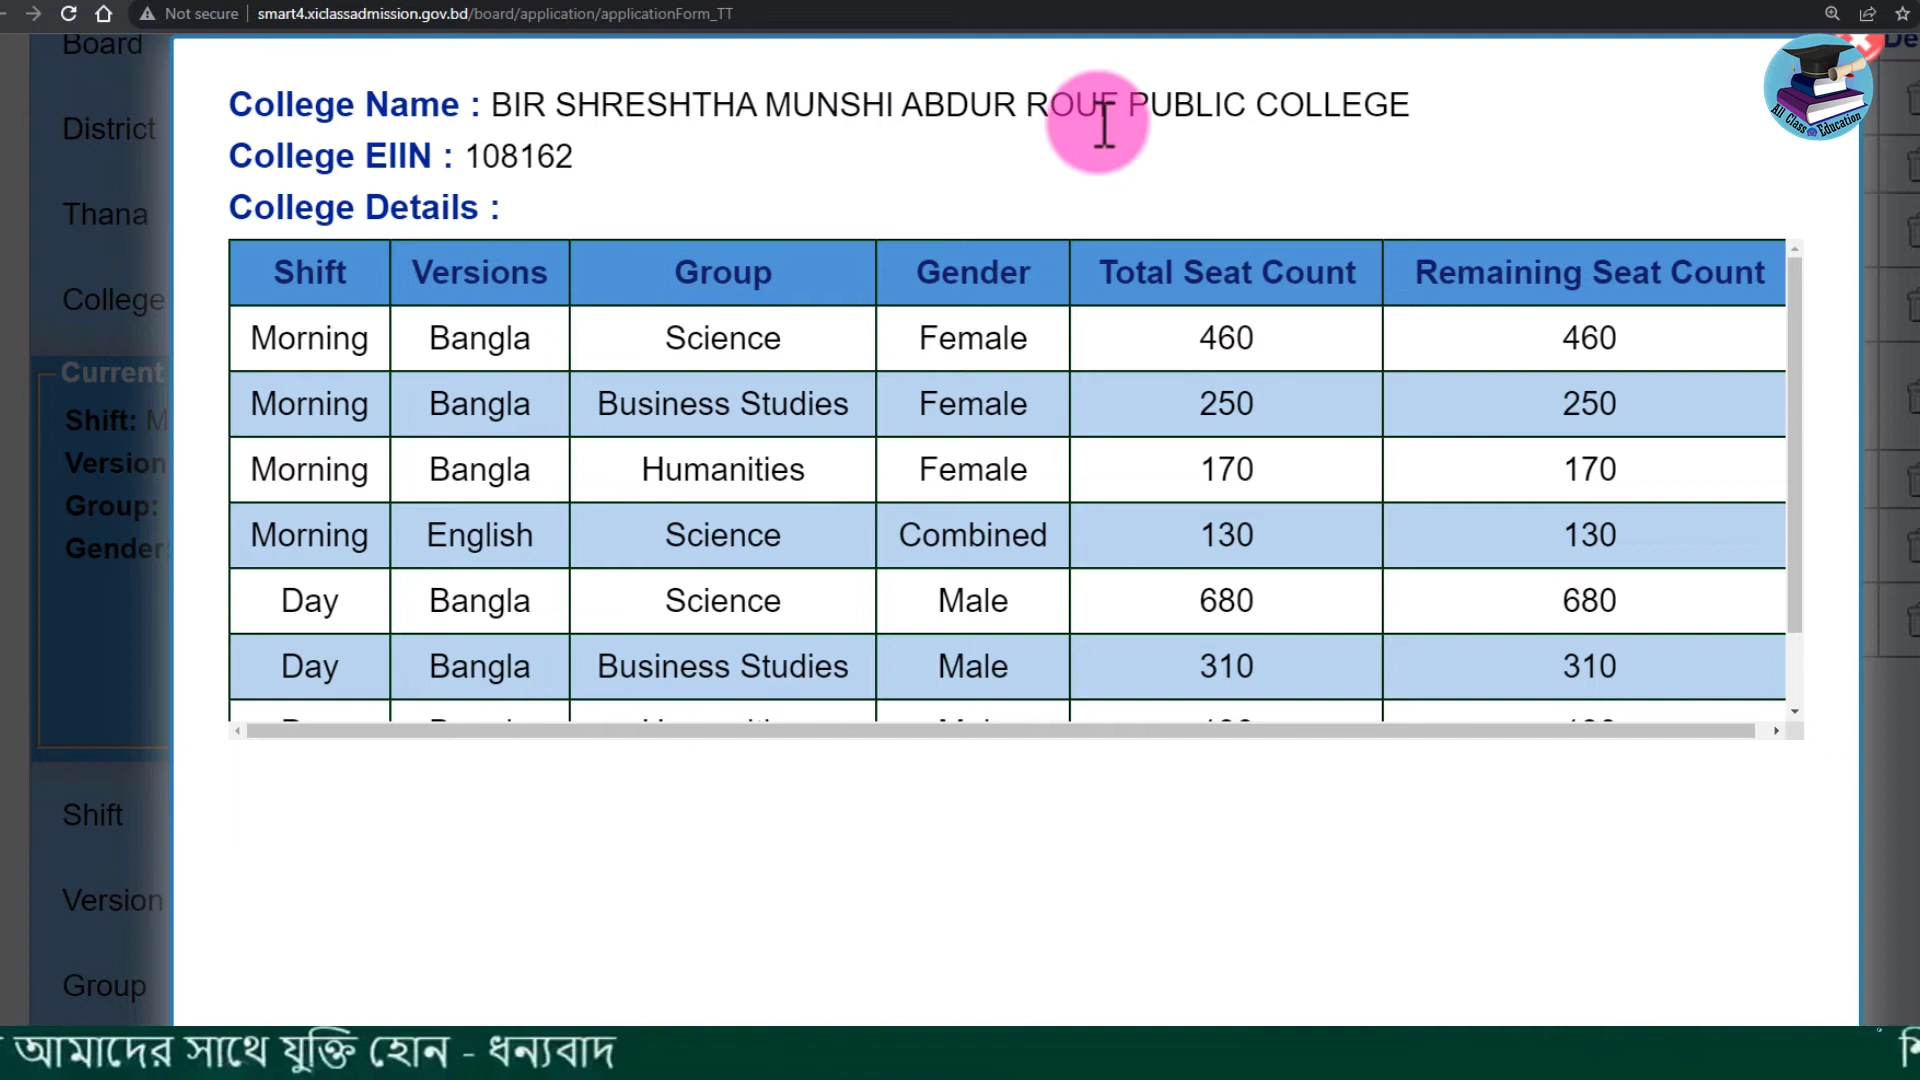 Not secure smart4.xiclassadmission.gov.bd/board/application/applicationForm_TT
Board
District
Thana
College
Current
Shift: M
Version
Group:
Gender:
Shift
Version
Group
De
All Class Education
College Name : BIR SHRESHTHA MUNSHI ABDUR ROUF PUBLIC COLLEGE
College EIIN : 108162
College Details :
Shift Versions Group Gender Total Seat Count Remaining Seat Count
Morning Bangla Science Female 460 460
Morning Bangla Business Studies Female 250 250
Morning Bangla Humanities Female 170 170
Morning English Science Combined 130 130
Day Bangla Science Male 680 680
Day Bangla Business Studies Male 310 310
আমাদের সাথে যুক্তি হোন - ধন্যবাদ